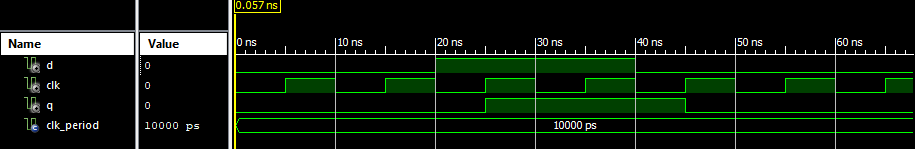 0.057 ns
Name Value 0 ns 10 ns 20 ns 30 ns 40 ns 50 ns 60 ns
d 0
clk 0
q 0
clk_period 10000 ps 10000 ps